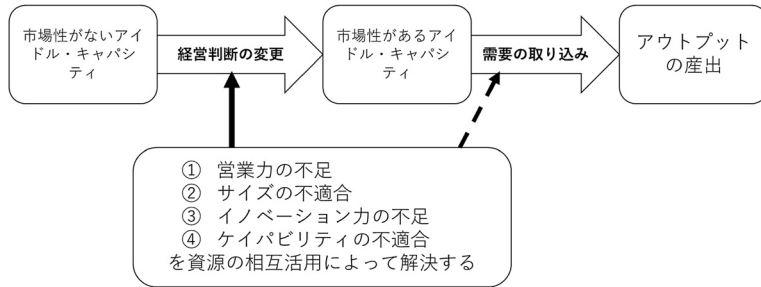 市場性がないアイ
ドル・キャパシ
ティ
経営判断の変更
市場性があるアイ
ドル・キャパシ
ティ
需要の取り込み
アウトプット
の産出
① 営業力の不足
② サイズの不適合
③ イノベーション力の不足
④ ケイパビリティの不適合
を資源の相互活用によって解決する